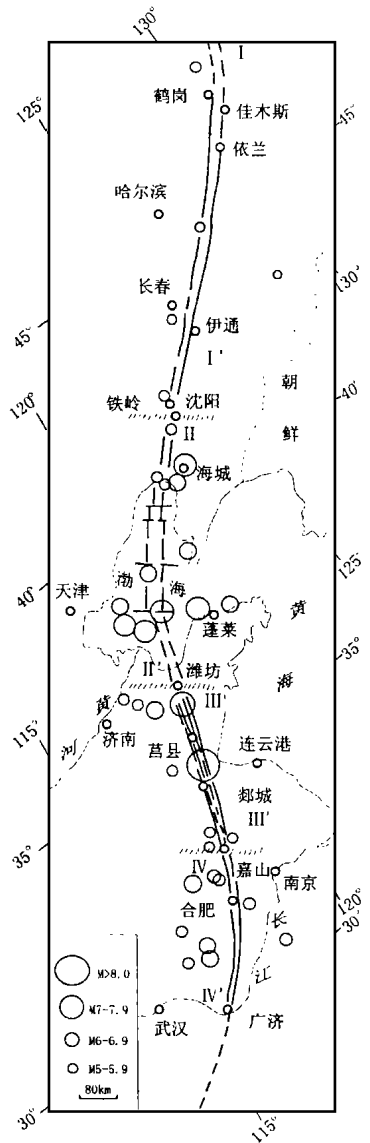 130°
I
125°
鹤岗
佳木斯
45°
依兰
哈尔滨
130°
长春
45°
伊通
I'
40°
朝
鲜
120°
铁岭
沈阳
II
海城
125°
40°
天津
渤
海
蓬莱
黄
海
35°
II'
潍坊
III
黄
河
济南
115°
莒县
连云港
郯城
III'
35°
IV
嘉山
南京
120°
30°
合肥
长
江
IV'
武汉
广济
M>8.0
M7-7.9
M6-6.9
M5-5.9
80km
30°
115°